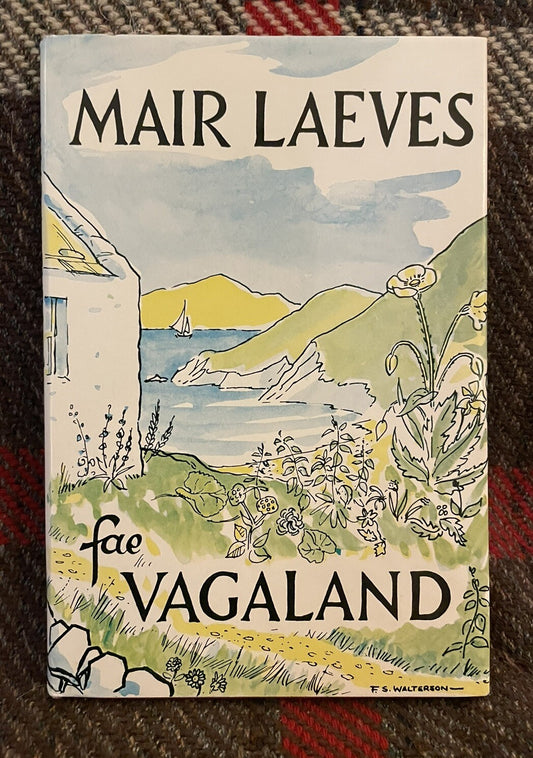 MAIR LAEVES
fae
VAGALAND
F. S. WALTERSON